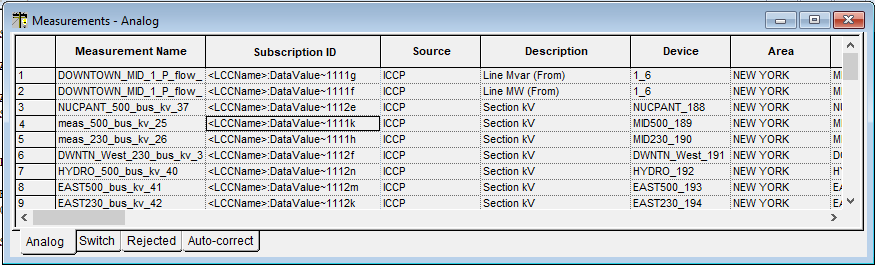 Measurements - Analog
Measurement Name Subscription ID Source Description Device Area
1 DOWNTOWN_MID_1_P_flow_ <LCCName>:DataValue~1111g ICCP Line Mvar (From) 1_6 NEW YORK
2 DOWNTOWN_MID_1_P_flow_ <LCCName>:DataValue~1111f ICCP Line MW (From) 1_6 NEW YORK
3 NUCPANT_500_bus_kv_37 <LCCName>:DataValue~1112e ICCP Section kV NUCPANT_188 NEW YORK
4 meas_500_bus_kv_25 <LCCName>:DataValue~1111k ICCP Section kV MID500_189 NEW YORK
5 meas_230_bus_kv_26 <LCCName>:DataValue~1111h ICCP Section kV MID230_190 NEW YORK
6 DWNTN_West_230_bus_kv_3 <LCCName>:DataValue~1112f ICCP Section kV DWNTN_West_191 NEW YORK
7 HYDRO_500_bus_kv_40 <LCCName>:DataValue~1112n ICCP Section kV HYDRO_192 NEW YORK
8 EAST500_bus_kv_41 <LCCName>:DataValue~1112m ICCP Section kV EAST500_193 NEW YORK
9 EAST230_bus_kv_42 <LCCName>:DataValue~1112k ICCP Section kV EAST230_194 NEW YORK
Analog Switch Rejected Auto-correct